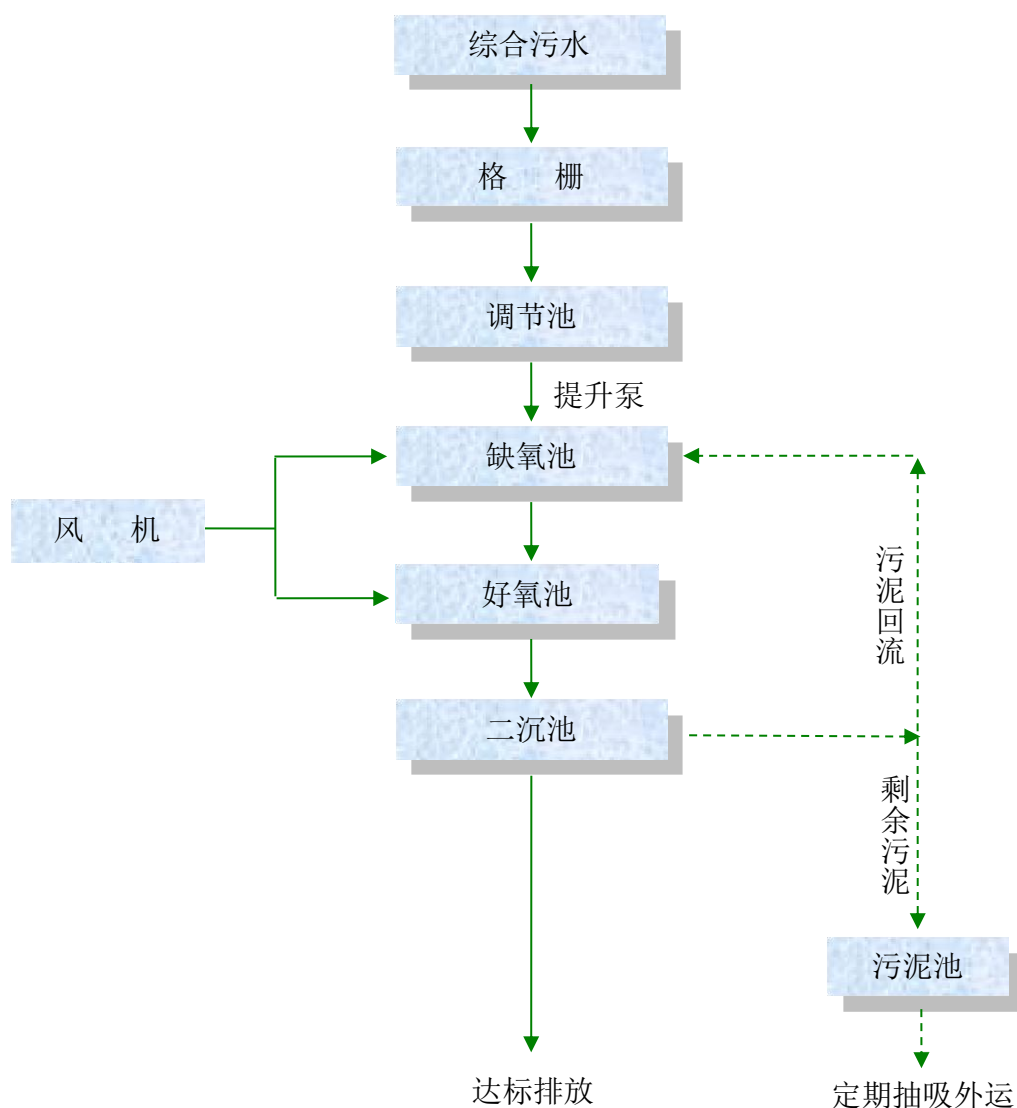 综合污水
格 栅
调节池
提升泵
缺氧池
风 机
好氧池
污泥回流
二沉池
剩余污泥
污泥池
达标排放
定期抽吸外运